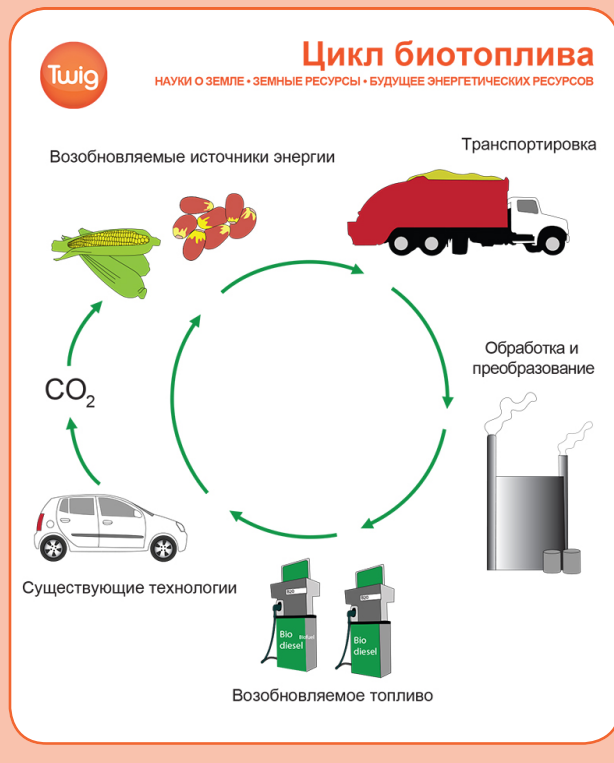 Twig
Цикл биотоплива
НАУКИ О ЗЕМЛЕ • ЗЕМНЫЕ РЕСУРСЫ • БУДУЩЕЕ ЭНЕРГЕТИЧЕСКИХ РЕСУРСОВ
Транспортировка
Возобновляемые источники энергии
Обработка и
преобразование
CO₂
Существующие технологии
Bio
diesel
Biofuel
Bio
diesel
Возобновляемое топливо